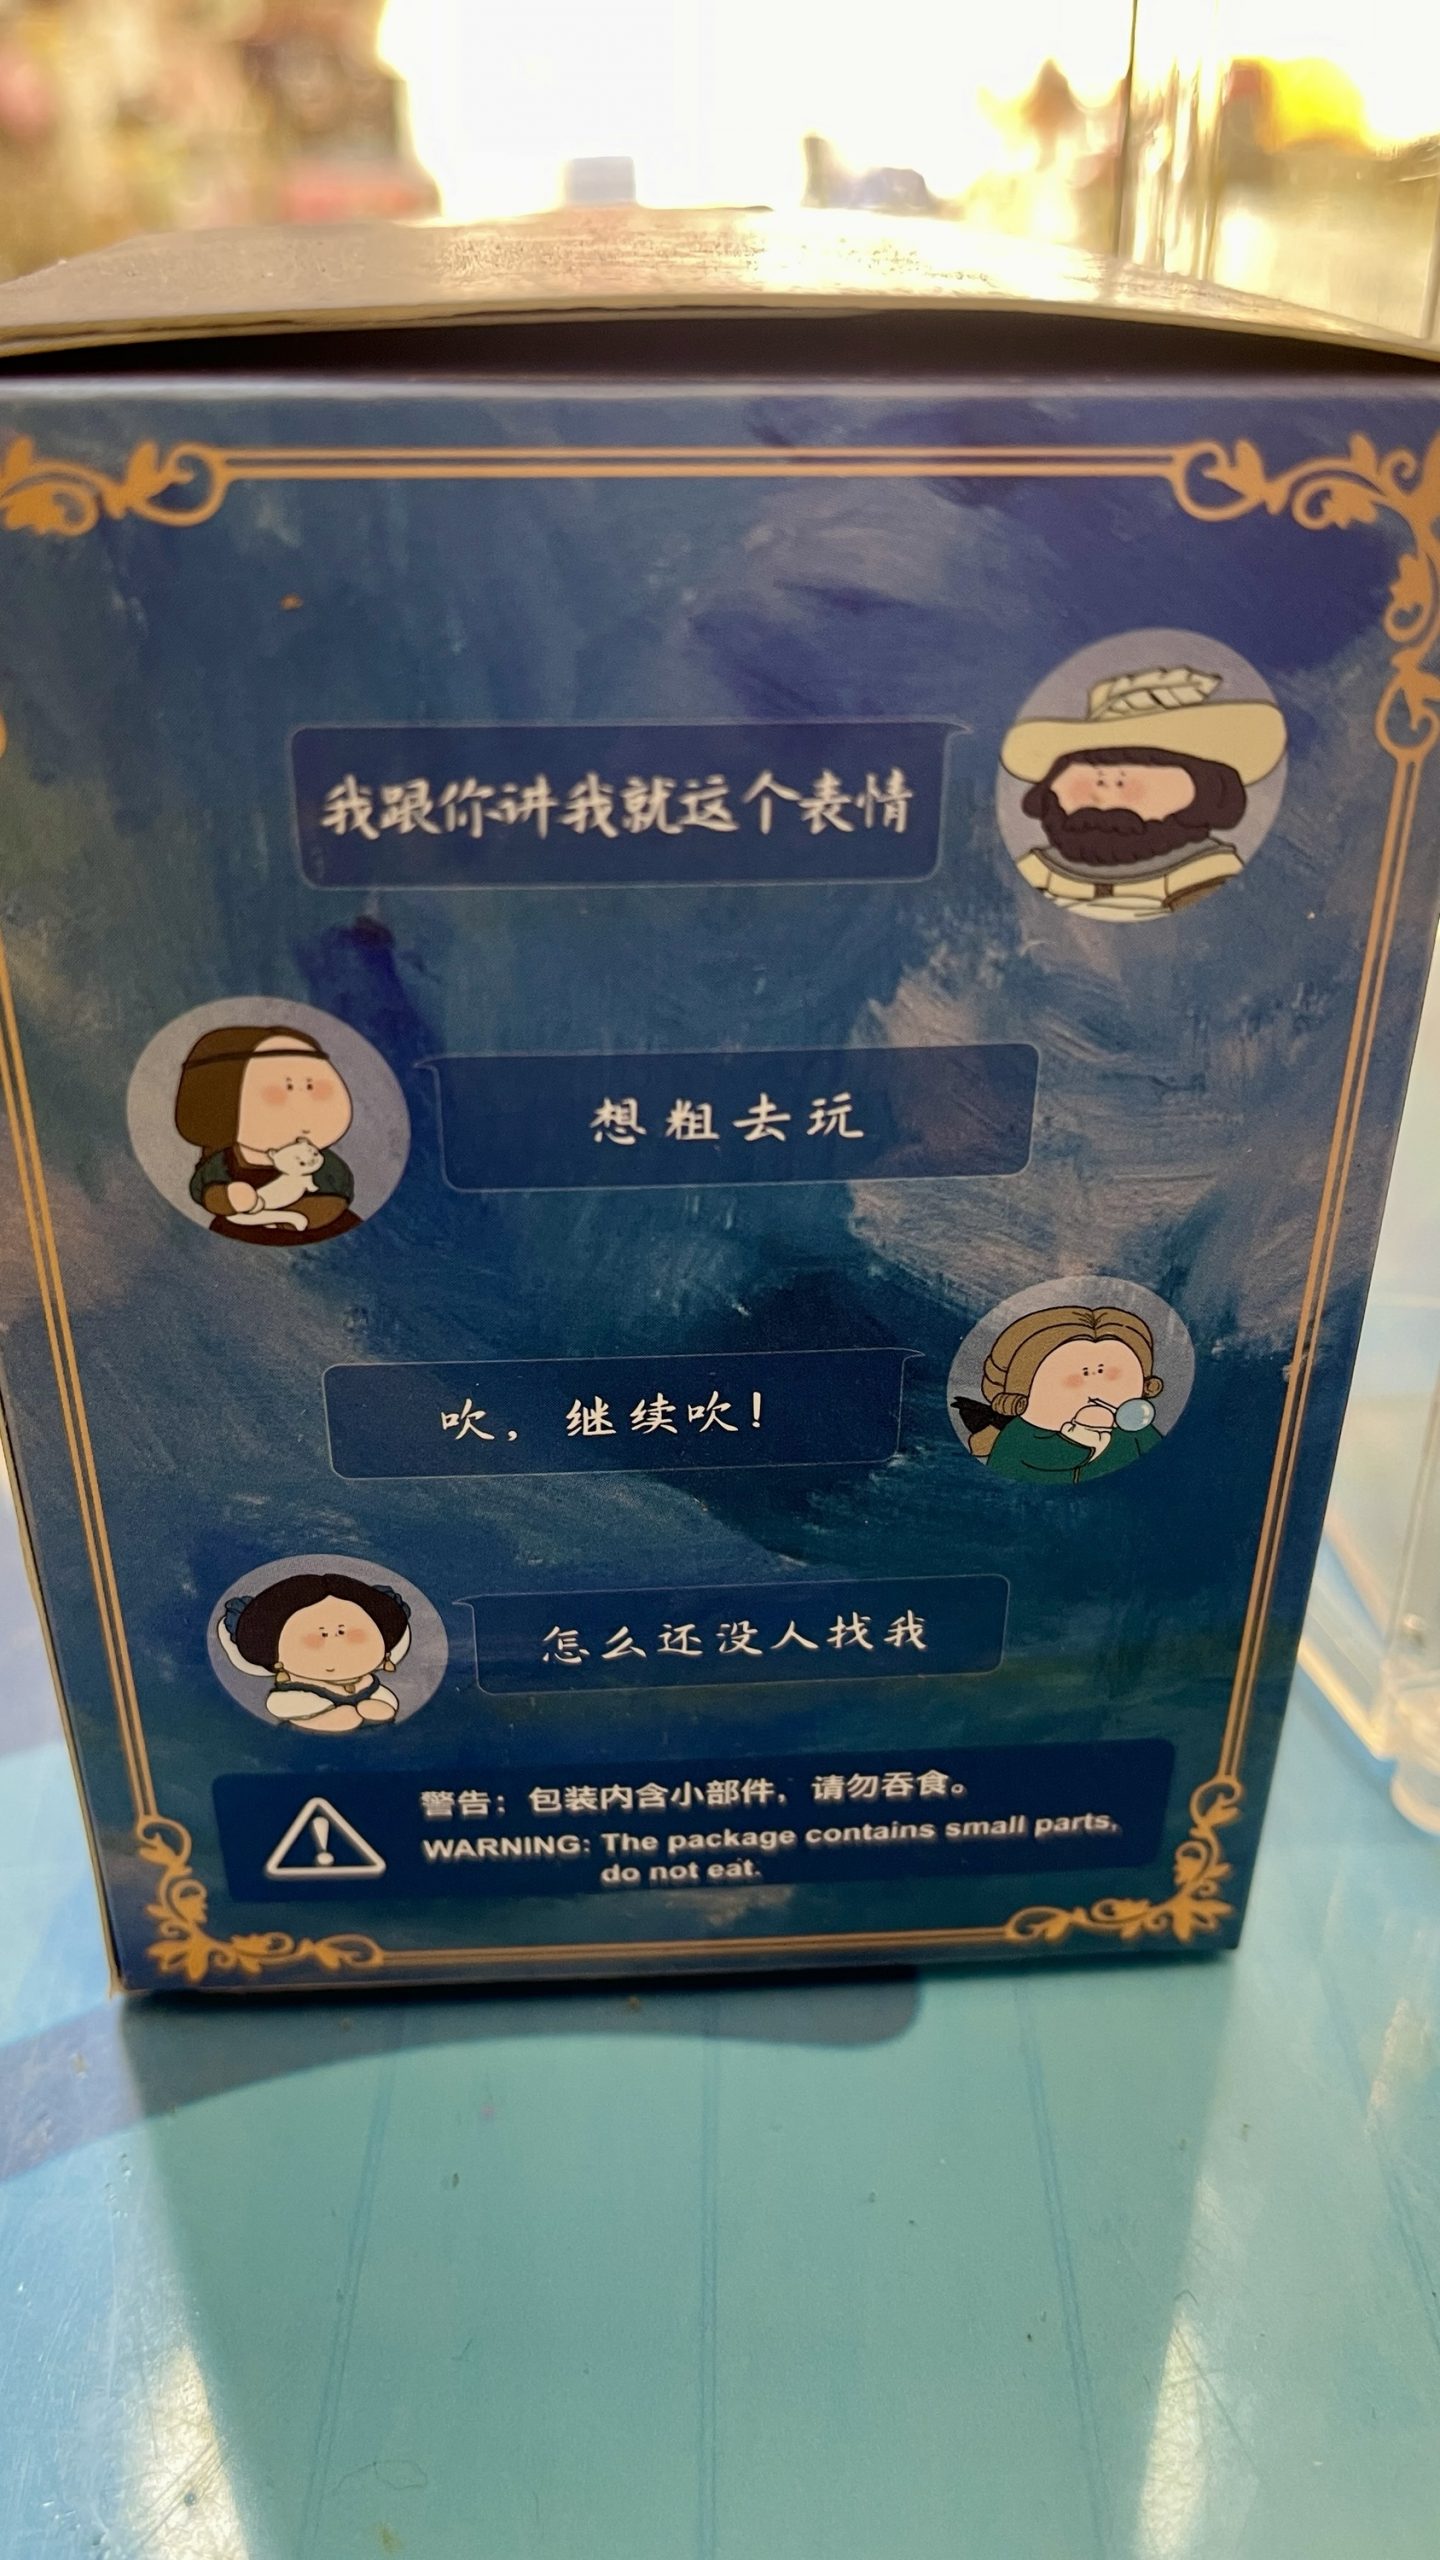 我跟你讲我就这个表情
想粗去玩
吹，继续吹！
怎么还没人找我
警告：包装内含小部件，请勿吞食。
WARNING: The package contains small parts,
do not eat.